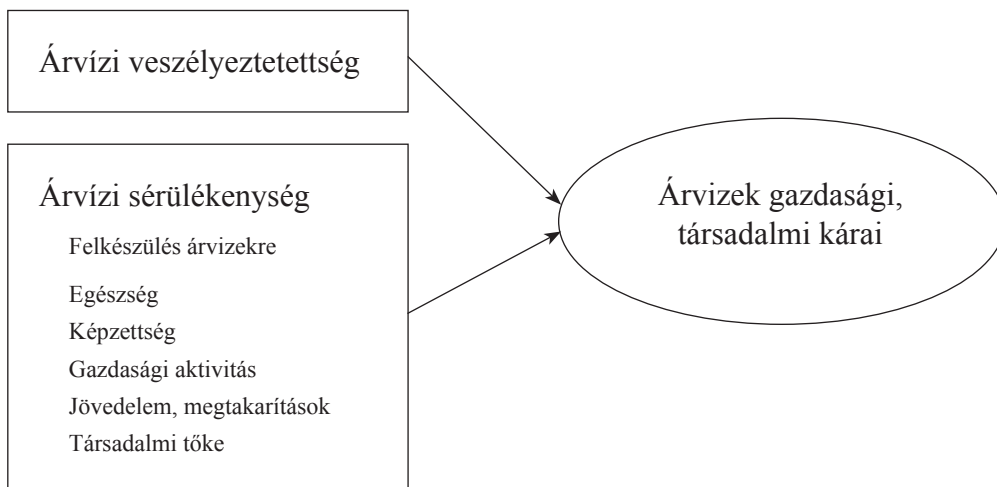 Árvízi veszélyeztetettség
Árvízi sérülékenység
Felkészülés árvizekre
Egészség
Képzettség
Gazdasági aktivitás
Jövedelem, megtakarítások
Társadalmi tőke
Árvizek gazdasági,
társadalmi kárai